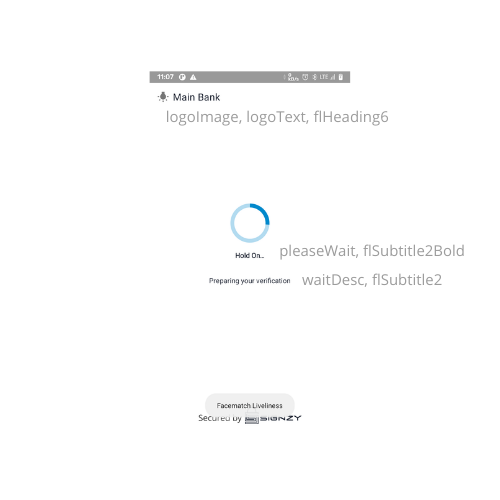 11:07 LTE
Main Bank
logoImage, logoText, flHeading6
Hold On..
pleaseWait, flSubtitle2Bold
Preparing your verification
waitDesc, flSubtitle2
Facematch Liveliness
Secured by SIGNZY